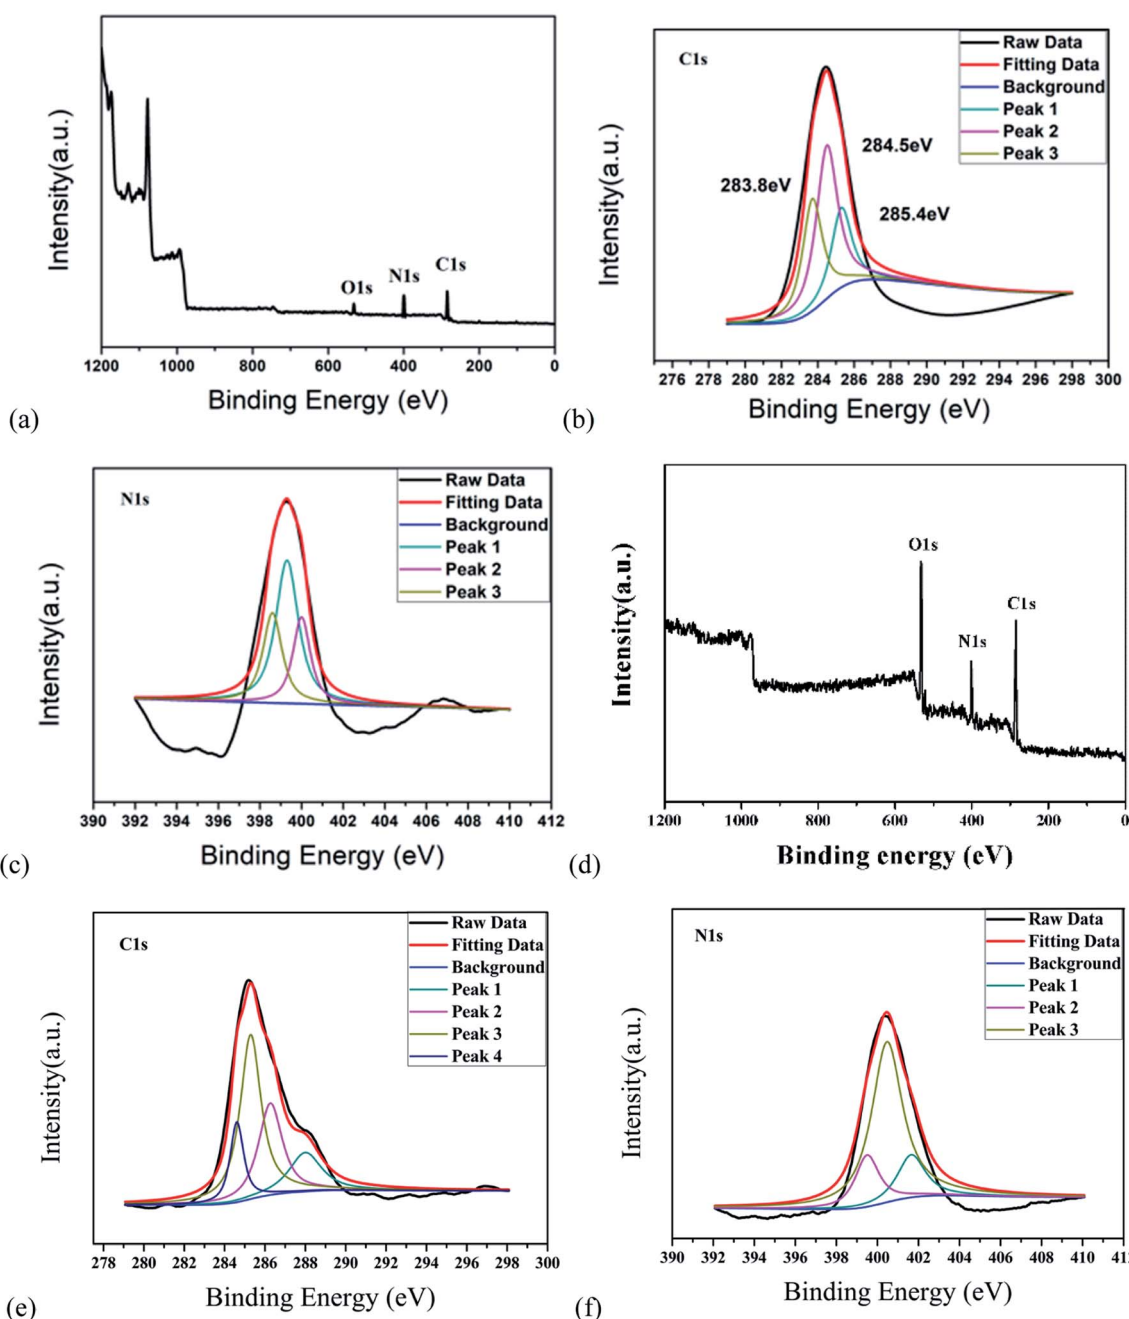 Intensity(a.u.)
O1s
N1s
C1s
1200 1000 800 600 400 200 0
Binding Energy (eV)
(a)
C1s
Raw Data
Fitting Data
Background
Peak 1
Peak 2
Peak 3
284.5eV
283.8eV
285.4eV
Intensity(a.u.)
276 278 280 282 284 286 288 290 292 294 296 298 300
Binding Energy (eV)
(b)
N1s
Raw Data
Fitting Data
Background
Peak 1
Peak 2
Peak 3
Intensity(a.u.)
390 392 394 396 398 400 402 404 406 408 410 412
Binding Energy (eV)
(c)
O1s
N1s
C1s
Intensity(a.u.)
1200 1000 800 600 400 200 0
Binding energy (eV)
(d)
C1s
Raw Data
Fitting Data
Background
Peak 1
Peak 2
Peak 3
Peak 4
Intensity(a.u.)
278 280 282 284 286 288 290 292 294 296 298 300
Binding Energy (eV)
(e)
N1s
Raw Data
Fitting Data
Background
Peak 1
Peak 2
Peak 3
Intensity(a.u.)
390 392 394 396 398 400 402 404 406 408 410
Binding Energy (eV)
(f)